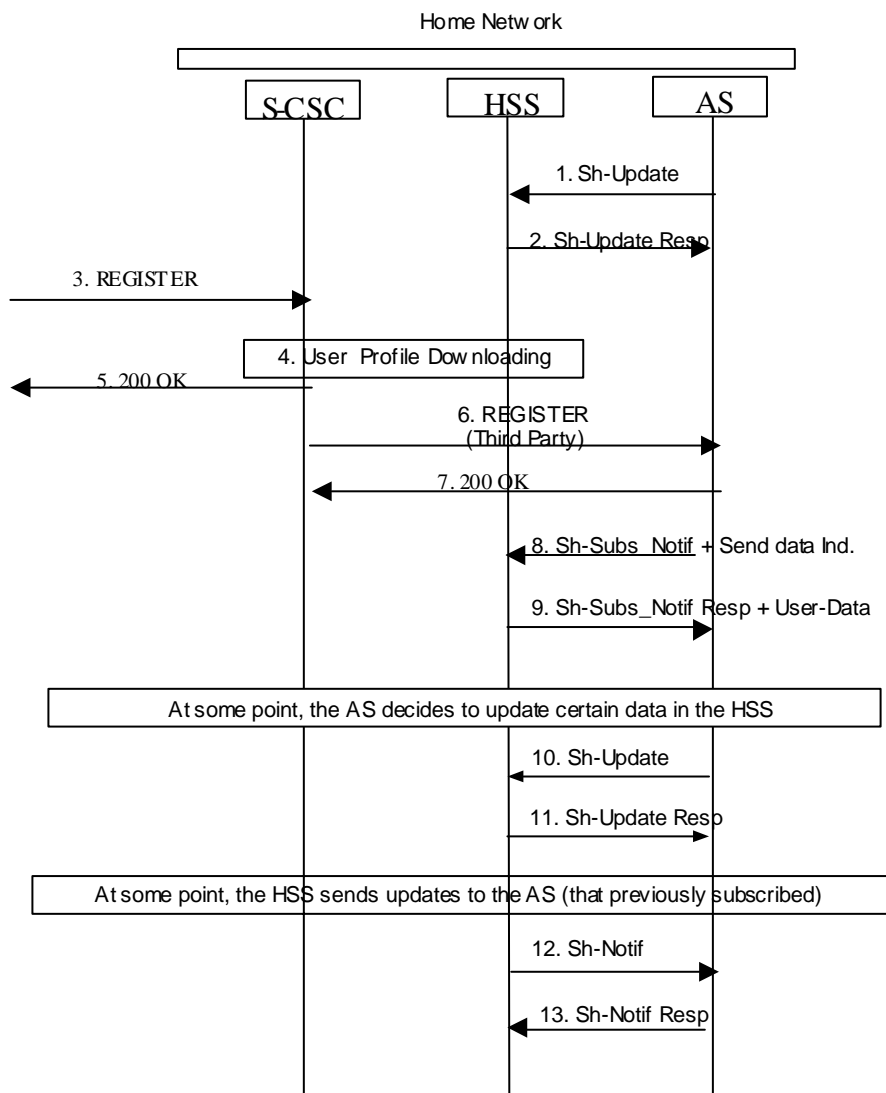 Home Network
S-CSC HSS AS
1. Sh-Update
2. Sh-Update Resp
3. REGISTER
4. User Profile Downloading
5. 200 OK
6. REGISTER
(Third Party)
7. 200 OK
8. Sh-Subs_Notif + Send data Ind.
9. Sh-Subs_Notif Resp + User-Data
At some point, the AS decides to update certain data in the HSS
10. Sh-Update
11. Sh-Update Resp
At some point, the HSS sends updates to the AS (that previously subscribed)
12. Sh-Notif
13. Sh-Notif Resp